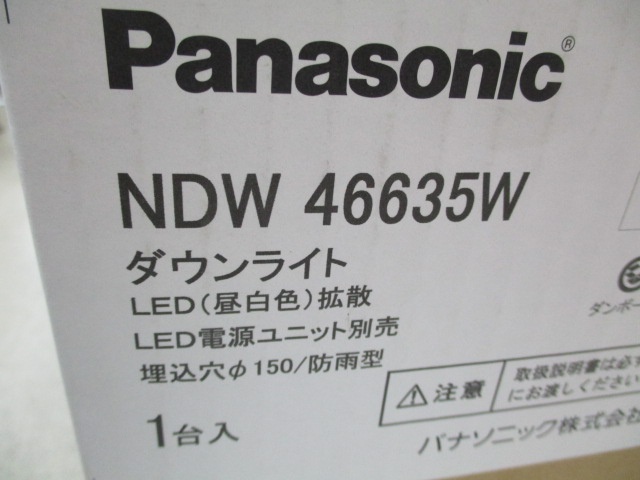 Panasonic®
NDW 46635W
ダウンライト
LED(昼白色)拡散
LED電源ユニット別売
埋込穴φ150/防雨型
1台入
ダンボー
⚠注意
取扱説明書は必ず
にお渡しください
パナソニック株式会社